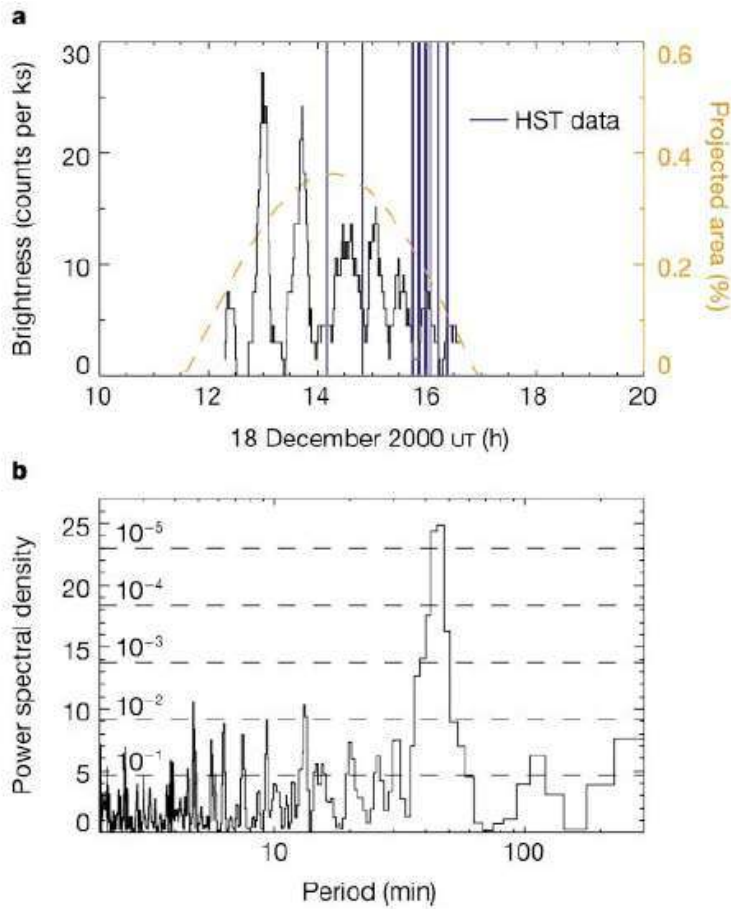 a
30
20
10
0
Brightness (counts per ks)
HST data
0.6
0.4
0.2
0
Projected area (%)
10 12 14 16 18 20
18 December 2000 UT (h)
b
25
20
15
10
5
0
Power spectral density
10⁻⁵
10⁻⁴
10⁻³
10⁻²
10⁻¹
10 100
Period (min)